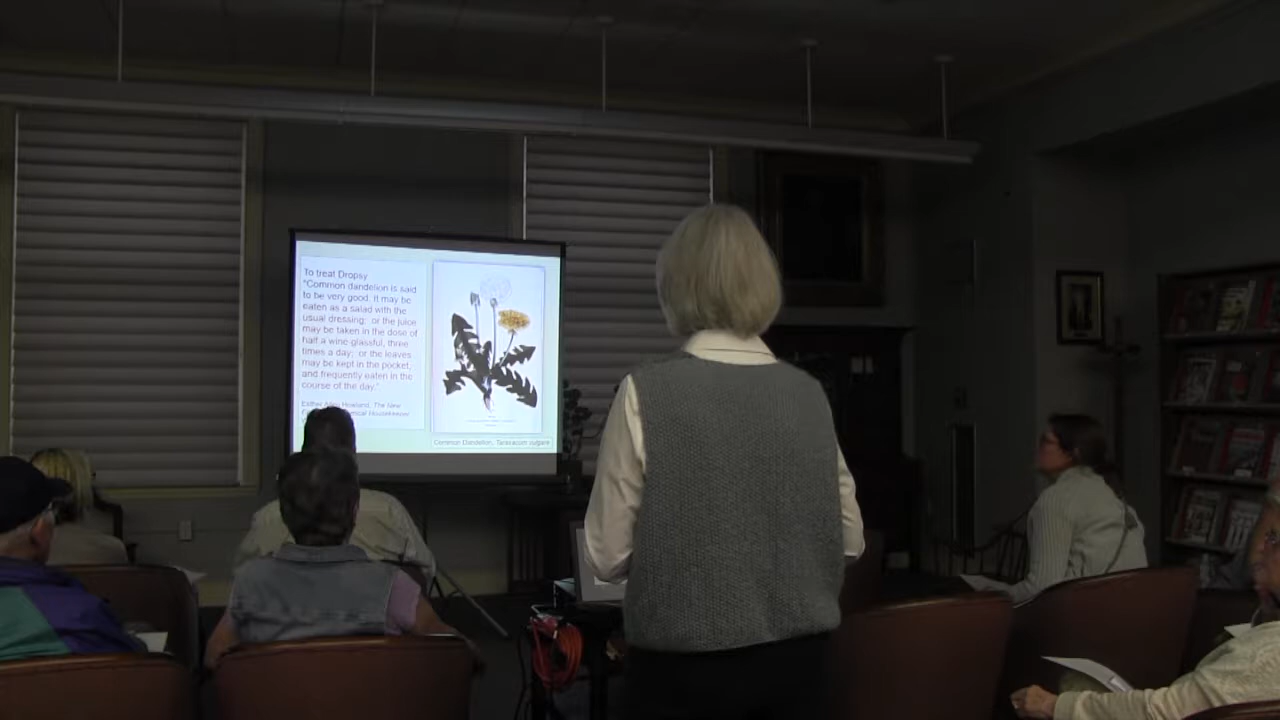 To treat Dropsy
"Common dandelion is said
to be very good. It may be
eaten as a salad with the
usual dressing; or the juice
may be taken in the dose of
half a wine-glassful, three
times a day; or the leaves
may be kept in the pocket,
and frequently eaten in the
course of the day."
Esther Allen Howland, The New
Housekeeper
Common Dandelion, Taraxacum vulgare